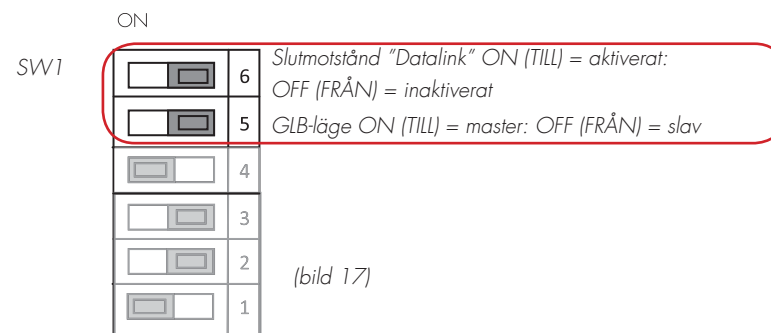 ON
SW1
6 Slutmotstånd "Datalink" ON (TILL) = aktiverat:
OFF (FRÅN) = inaktiverat
5 GLB-läge ON (TILL) = master: OFF (FRÅN) = slav
4
3
2
(bild 17)
1